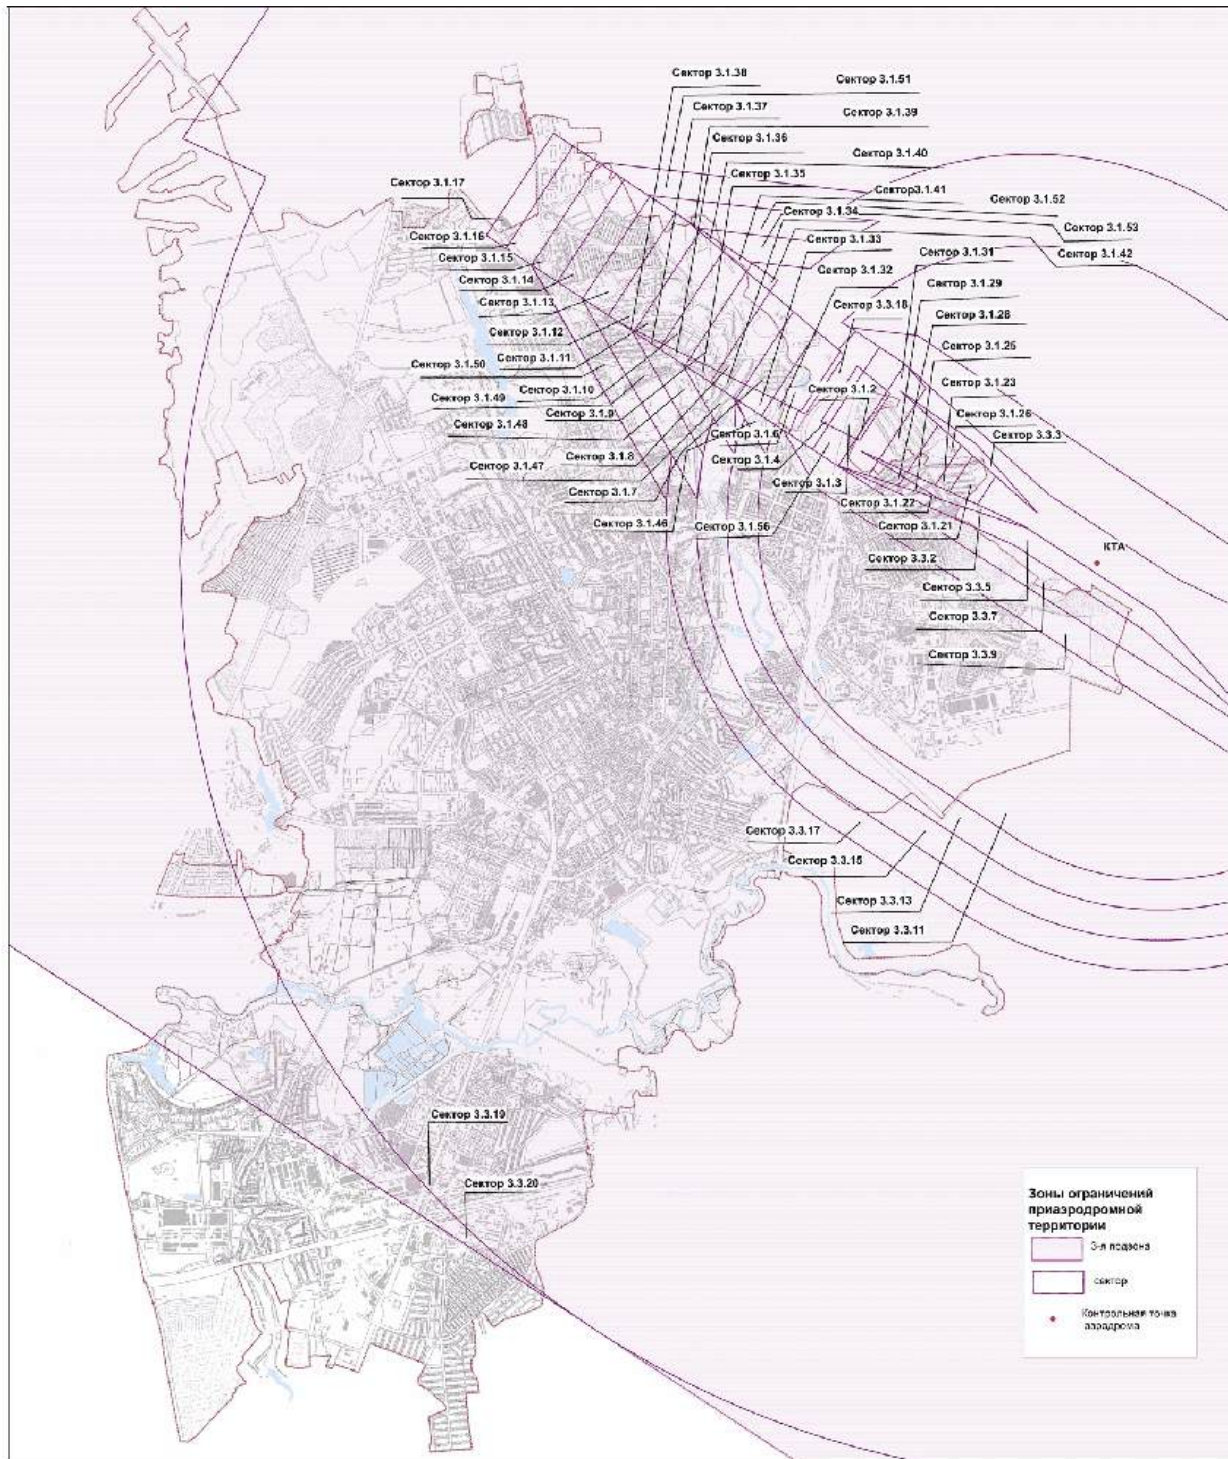 Сектор 3.1.38
Сектор 3.1.51
Сектор 3.1.37
Сектор 3.1.39
Сектор 3.1.36
Сектор 3.1.40
Сектор 3.1.35
Сектор3.1.41
Сектор 3.1.17
Сектор 3.1.52
Сектор 3.1.34
Сектор 3.1.53
Сектор 3.1.16
Сектор 3.1.33
Сектор 3.1.31
Сектор 3.1.42
Сектор 3.1.15
Сектор 3.1.32
Сектор 3.1.14
Сектор 3.1.29
Сектор 3.1.13
Сектор 3.3.18
Сектор 3.1.28
Сектор 3.1.12
Сектор 3.1.25
Сектор 3.1.11
Сектор 3.1.50
Сектор 3.1.23
Сектор 3.1.10
Сектор 3.1.2
Сектор 3.1.49
Сектор 3.1.9
Сектор 3.1.26
Сектор 3.1.48
Сектор 3.1.6
Сектор 3.3.3
Сектор 3.1.8
Сектор 3.1.4
Сектор 3.1.47
Сектор 3.1.3
Сектор 3.1.7
Сектор 3.1.22
Сектор 3.1.46
Сектор 3.1.56
Сектор 3.1.21
КТА
Сектор 3.3.2
Сектор 3.3.5
Сектор 3.3.7
Сектор 3.3.9
Сектор 3.3.17
Сектор 3.3.15
Сектор 3.3.13
Сектор 3.3.11
Сектор 3.3.19
Сектор 3.3.20
Зоны ограничений
приаэродромной
территории
3-я подзона
сектор
Контрольная точка
аэродрома